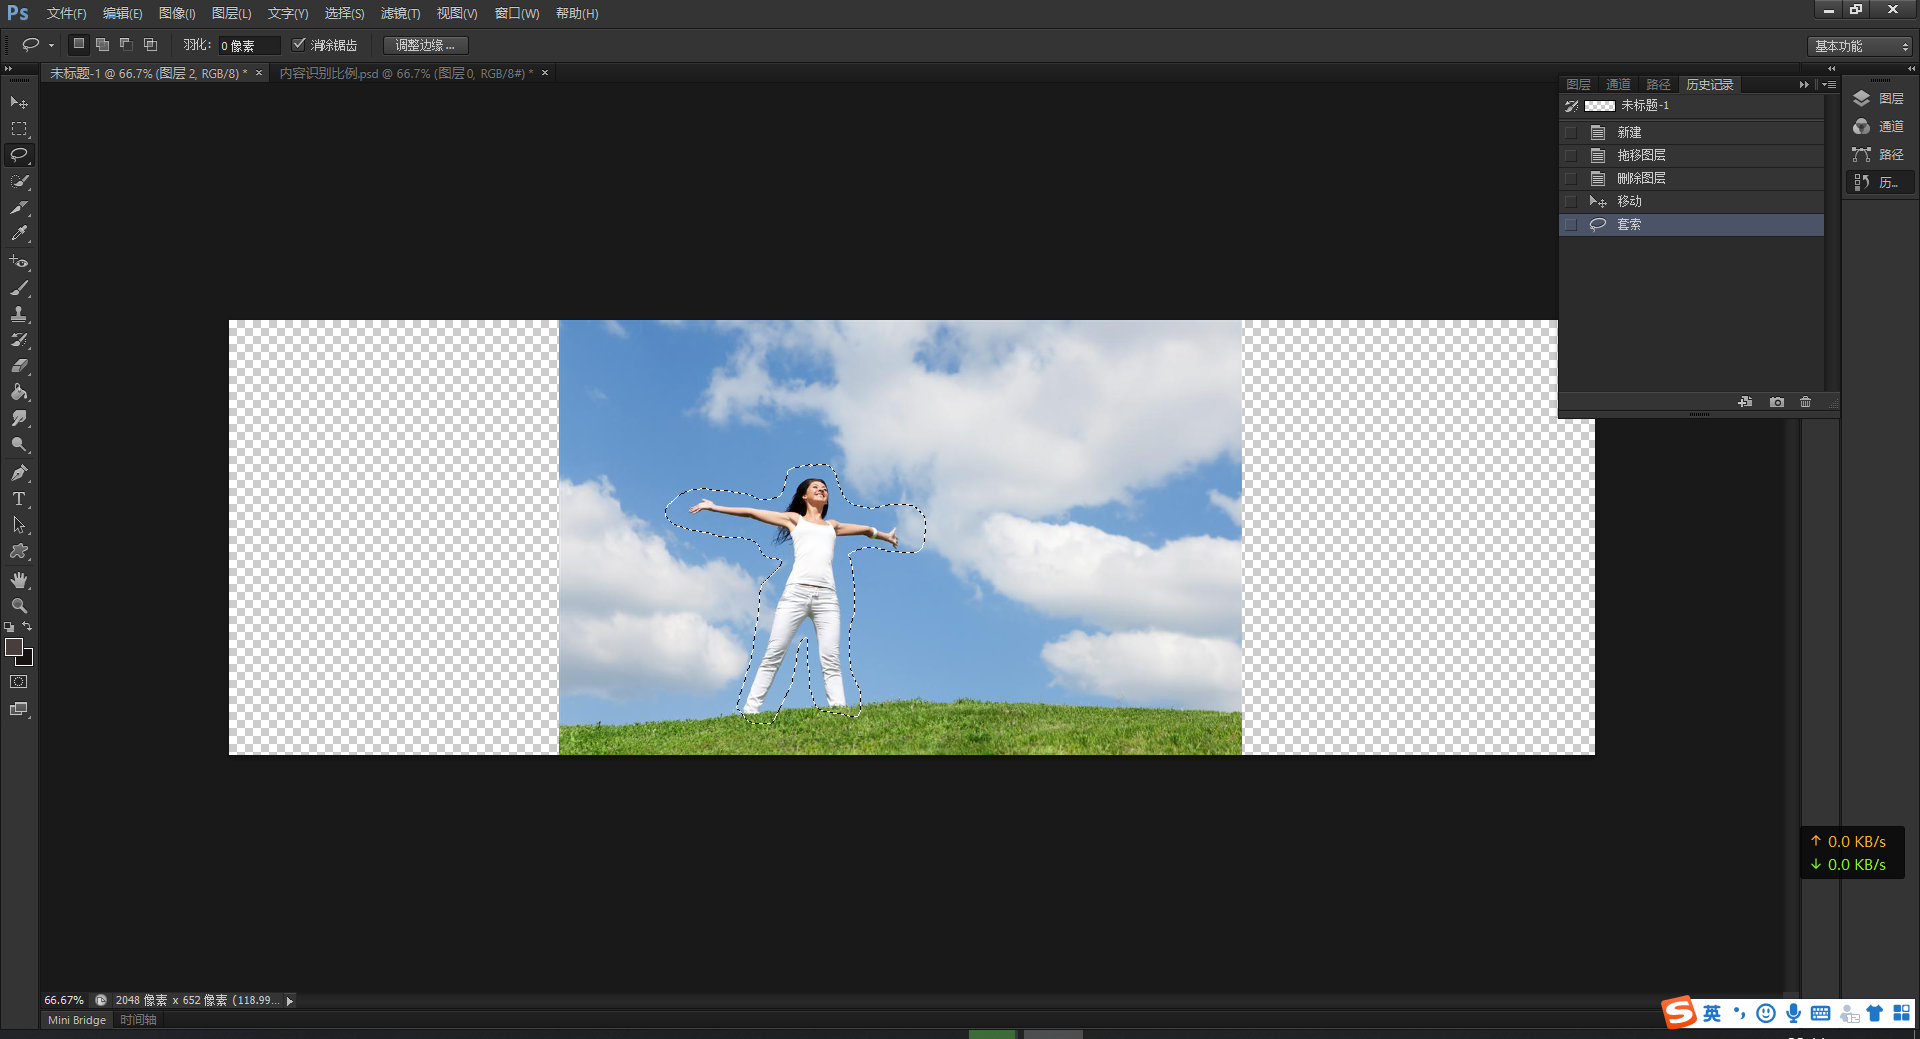 Ps 文件(F) 编辑(E) 图像(I) 图层(L) 文字(Y) 选择(S) 滤镜(T) 视图(V) 窗口(W) 帮助(H)
羽化: 0 像素 消除锯齿 调整边缘... 基本功能
未标题-1 @ 66.7% (图层 2, RGB/8) * × 内容识别比例.psd @ 66.7% (图层 0, RGB/8#) * ×
图层 通道 路径 历史记录
未标题-1
新建
拖移图层
删除图层
移动
套索
图层
通道
路径
历...
T
↑ 0.0 KB/s
↓ 0.0 KB/s
66.67% 2048 像素 x 652 像素 (118.99...
Mini Bridge 时间轴
S 英